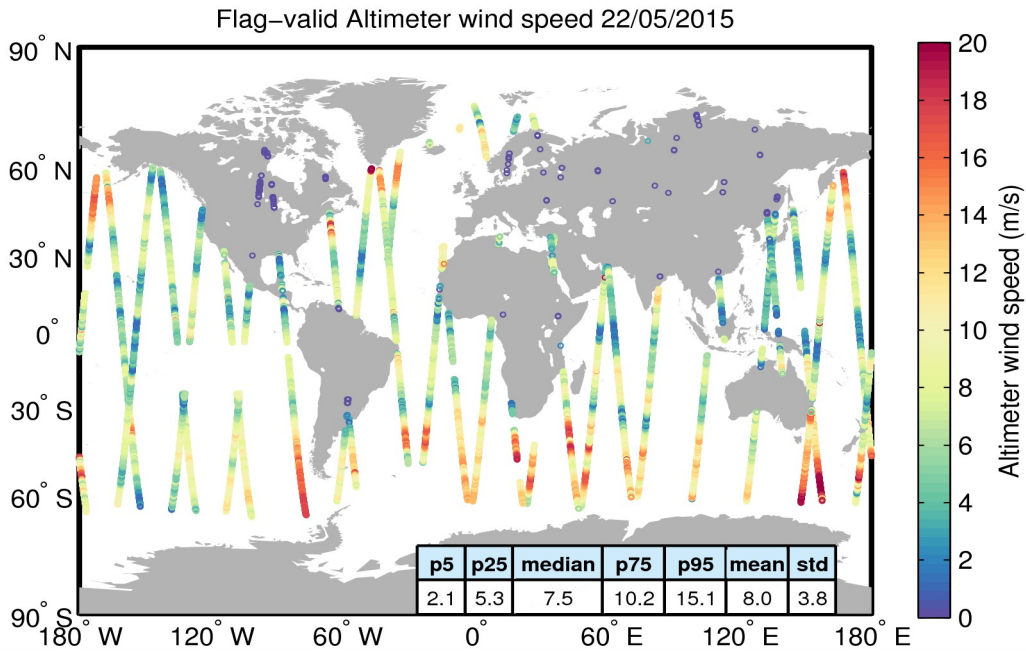 Flag−valid Altimeter wind speed 22/05/2015
90° N
60° N
30° N
0°
30° S
60° S
90° S
180° W
120° W
60° W
0°
60° E
120° E
180° E
p5 p25 median p75 p95 mean std
2.1 5.3 7.5 10.2 15.1 8.0 3.8
20
18
16
14
12
10
8
6
4
2
0
Altimeter wind speed (m/s)